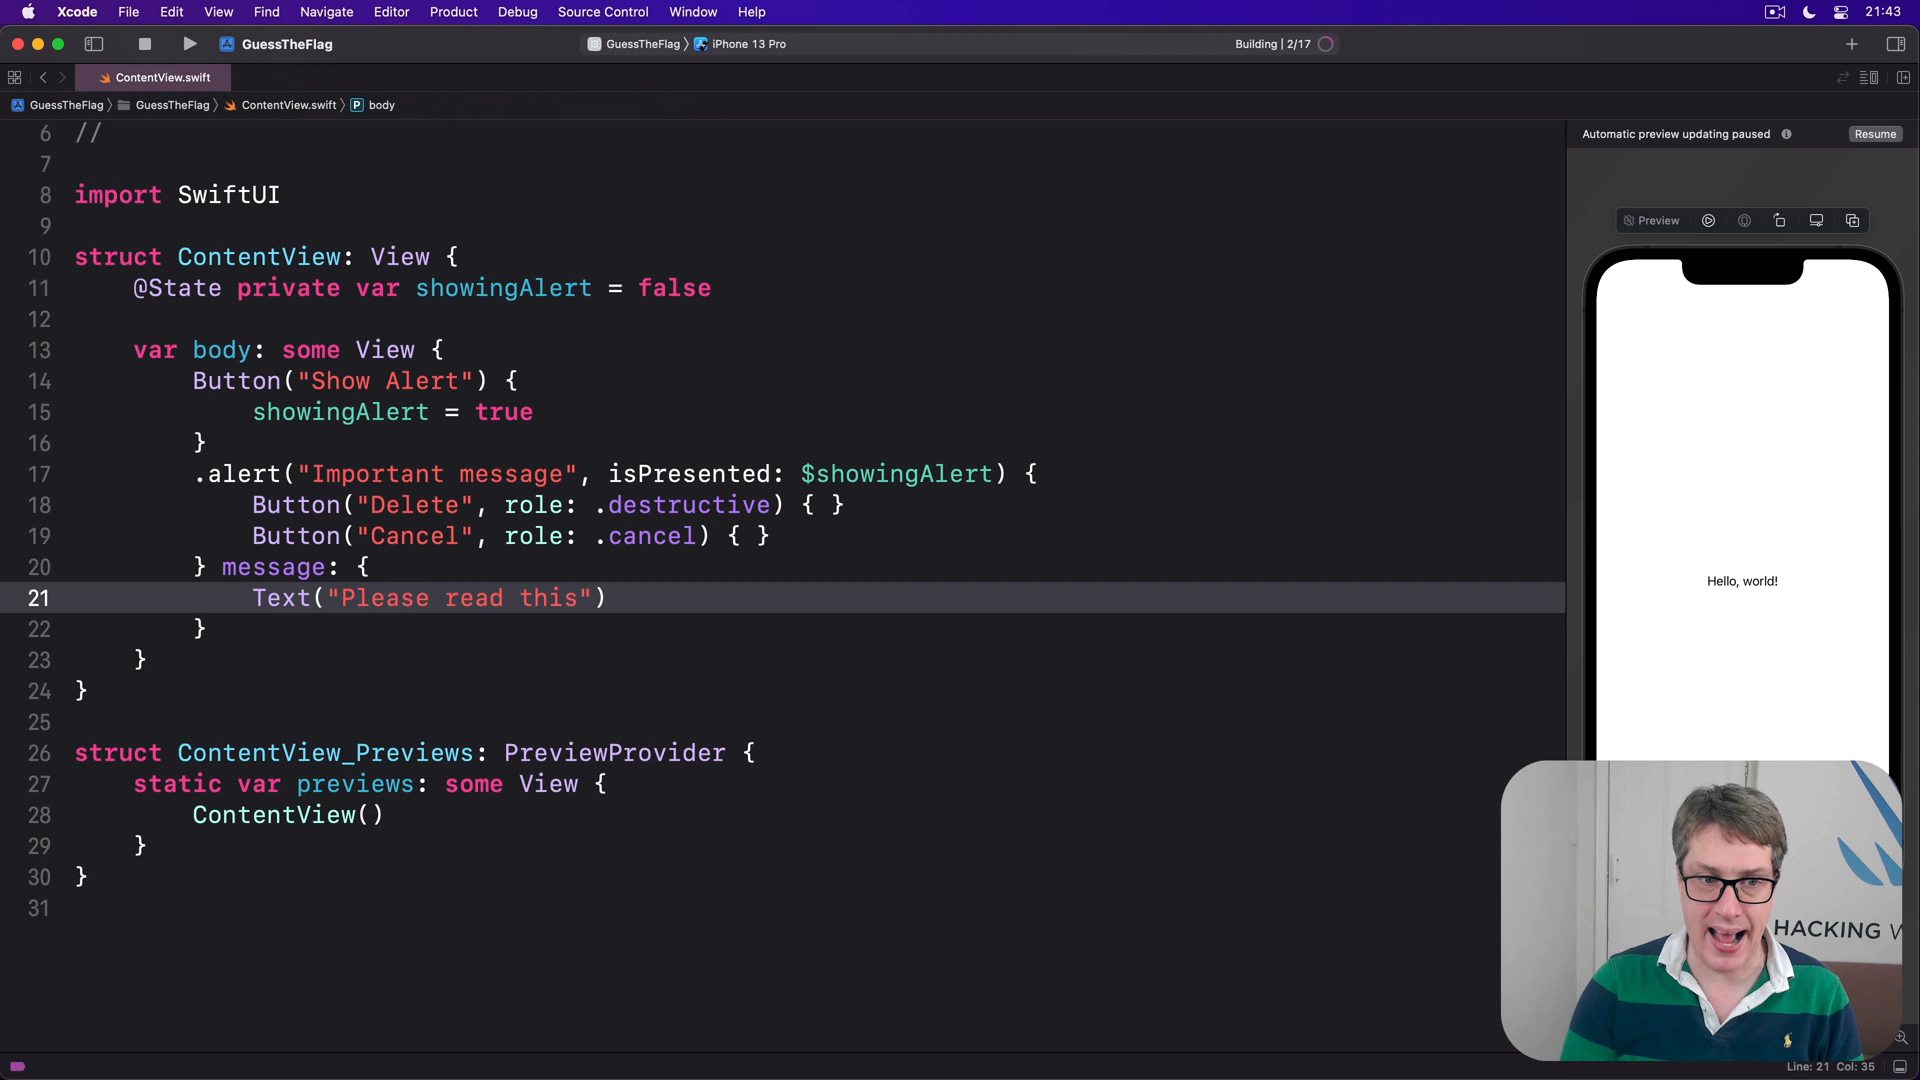 Xcode File Edit View Find Navigate Editor Product Debug Source Control Window Help 21:43
GuessTheFlag GuessTheFlag iPhone 13 Pro Building | 2/17
ContentView.swift
GuessTheFlag GuessTheFlag ContentView.swift P body
Automatic preview updating paused Resume
Preview
6 //
7
8 import SwiftUI
9
10 struct ContentView: View {
11 @State private var showingAlert = false
12
13 var body: some View {
14 Button("Show Alert") {
15 showingAlert = true
16 }
17 .alert("Important message", isPresented: $showingAlert) {
18 Button("Delete", role: .destructive) { }
19 Button("Cancel", role: .cancel) { }
20 } message: {
21 Text("Please read this")
22 }
23 }
24 }
25
26 struct ContentView_Previews: PreviewProvider {
27 static var previews: some View {
28 ContentView()
29 }
30 }
31
Hello, world!
HACKING W
Line: 21 Col: 35